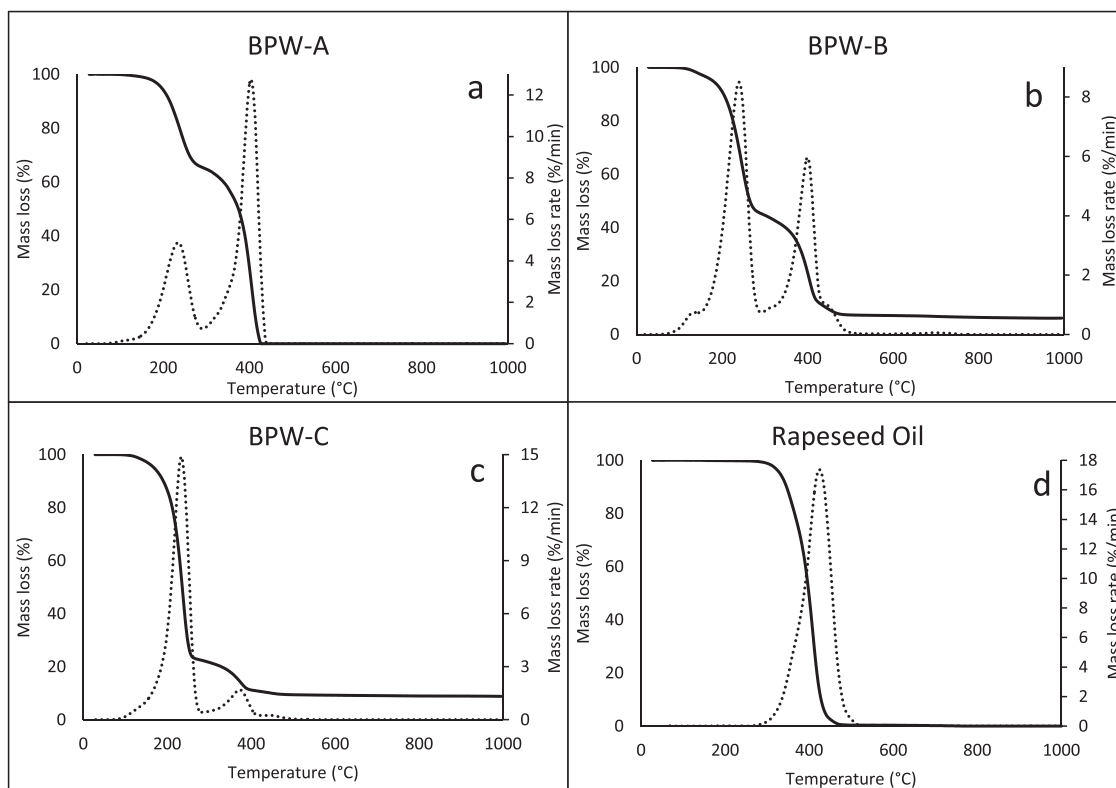 BPW-A
a
100
80
60
40
20
0
Mass loss (%)
12
10
8
6
4
2
0
Mass loss rate (%/min)
0 200 400 600 800 1000
Temperature (°C)
BPW-B
b
100
80
60
40
20
0
Mass loss (%)
8
6
4
2
0
Mass loss rate (%/min)
0 200 400 600 800 1000
Temperature (°C)
BPW-C
c
100
80
60
40
20
0
Mass loss (%)
15
12
9
6
3
0
Mass loss rate (%/min)
0 200 400 600 800 1000
Temperature (°C)
Rapeseed Oil
d
100
80
60
40
20
0
Mass loss (%)
18
16
14
12
10
8
6
4
2
0
Mass loss rate (%/min)
0 200 400 600 800 1000
Temperature (°C)